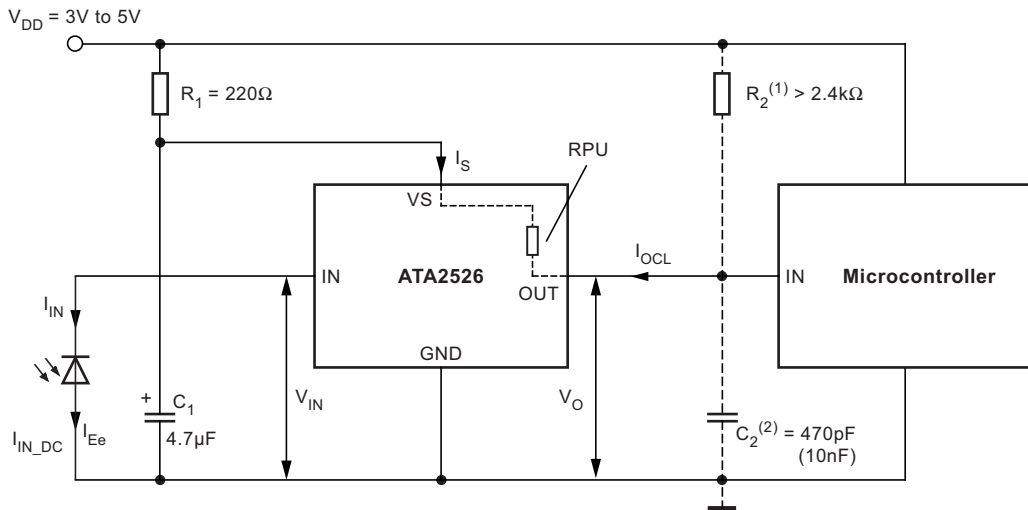 V_DD = 3V to 5V
R_1 = 220Ω
R_2^(1) > 2.4kΩ
I_S
RPU
VS
IN
ATA2526
OUT
I_OCL
IN
Microcontroller
I_IN
GND
V_IN
V_O
+
C_1
4.7µF
I_Ee
I_IN_DC
C_2^(2) = 470pF
(10nF)